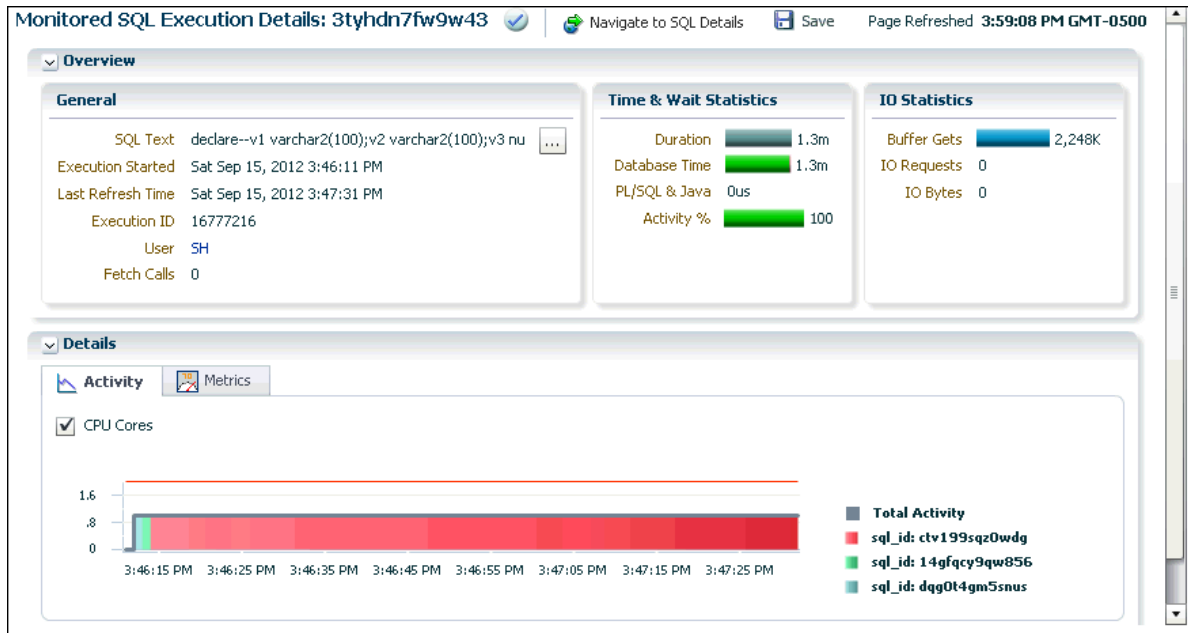 Monitored SQL Execution Details: 3tyhdn7fw9w43 Navigate to SQL Details Save Page Refreshed 3:59:08 PM GMT-0500
Overview
General
SQL Text declare--v1 varchar2(100);v2 varchar2(100);v3 nu ...
Execution Started Sat Sep 15, 2012 3:46:11 PM
Last Refresh Time Sat Sep 15, 2012 3:47:31 PM
Execution ID 16777216
User SH
Fetch Calls 0
Time & Wait Statistics
Duration 1.3m
Database Time 1.3m
PL/SQL & Java 0us
Activity % 100
IO Statistics
Buffer Gets 2,248K
IO Requests 0
IO Bytes 0
Details
Activity Metrics
CPU Cores
1.6
.8
0
3:46:15 PM 3:46:25 PM 3:46:35 PM 3:46:45 PM 3:46:55 PM 3:47:05 PM 3:47:15 PM 3:47:25 PM
Total Activity
sql_id: ctv199sqz0wdg
sql_id: 14gfqcy9qw856
sql_id: dqg0t4gm5snus